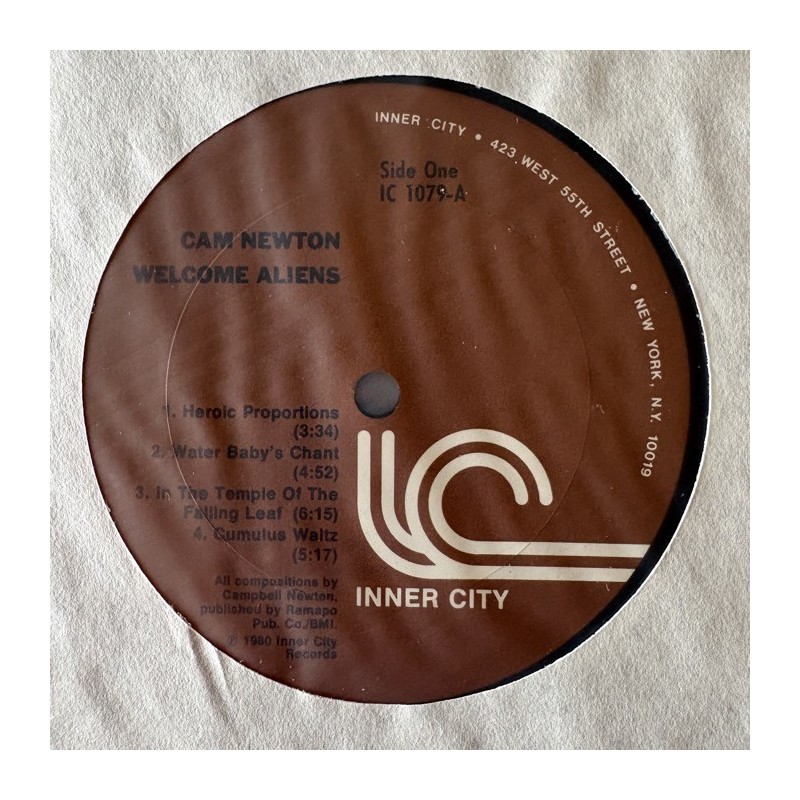 INNER CITY • 423 WEST 55TH STREET • NEW YORK, N.Y. 10019
Side One
IC 1079-A
CAM NEWTON
WELCOME ALIENS
1. Heroic Proportions
(3:34)
2. Water Baby's Chant
(4:52)
3. In The Temple Of The
Falling Leaf (6:15)
4. Cumulus Waltz
(5:17)
All compositions by
Campbell Newton,
published by Ramapo
Pub. Co./BMI.
℗ 1980 Inner City
Records
INNER CITY